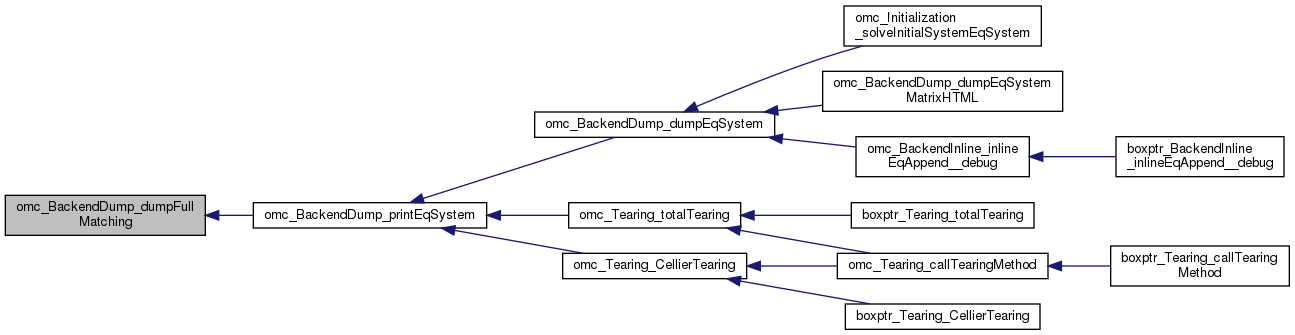 omc_Initialization
_solveInitialSystemEqSystem
omc_BackendDump_dumpEqSystem
MatrixHTML
omc_BackendDump_dumpEqSystem
omc_BackendInline_inline
EqAppend__debug
boxptr_BackendInline
_inlineEqAppend__debug
omc_BackendDump_dumpFull
Matching
omc_BackendDump_printEqSystem
omc_Tearing_totalTearing
boxptr_Tearing_totalTearing
omc_Tearing_CellierTearing
omc_Tearing_callTearingMethod
boxptr_Tearing_callTearing
Method
boxptr_Tearing_CellierTearing